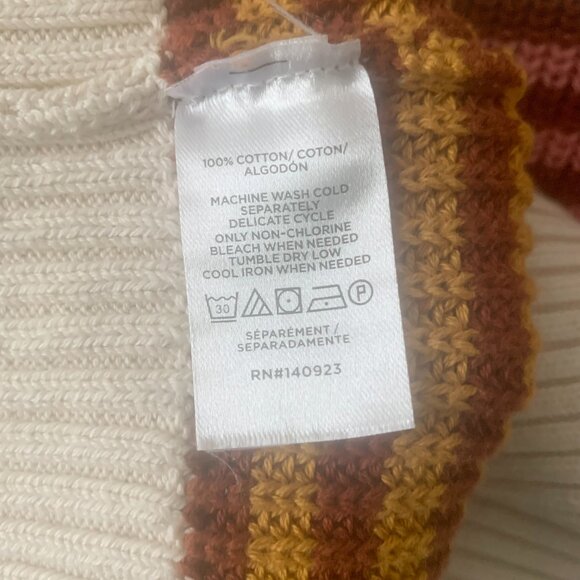 100% COTTON/ COTON/
ALGODÓN
MACHINE WASH COLD
SEPARATELY
DELICATE CYCLE
ONLY NON-CHLORINE
BLEACH WHEN NEEDED
TUMBLE DRY LOW
COOL IRON WHEN NEEDED
30 P
SÉPARÉMENT /
SEPARADAMENTE
RN#140923